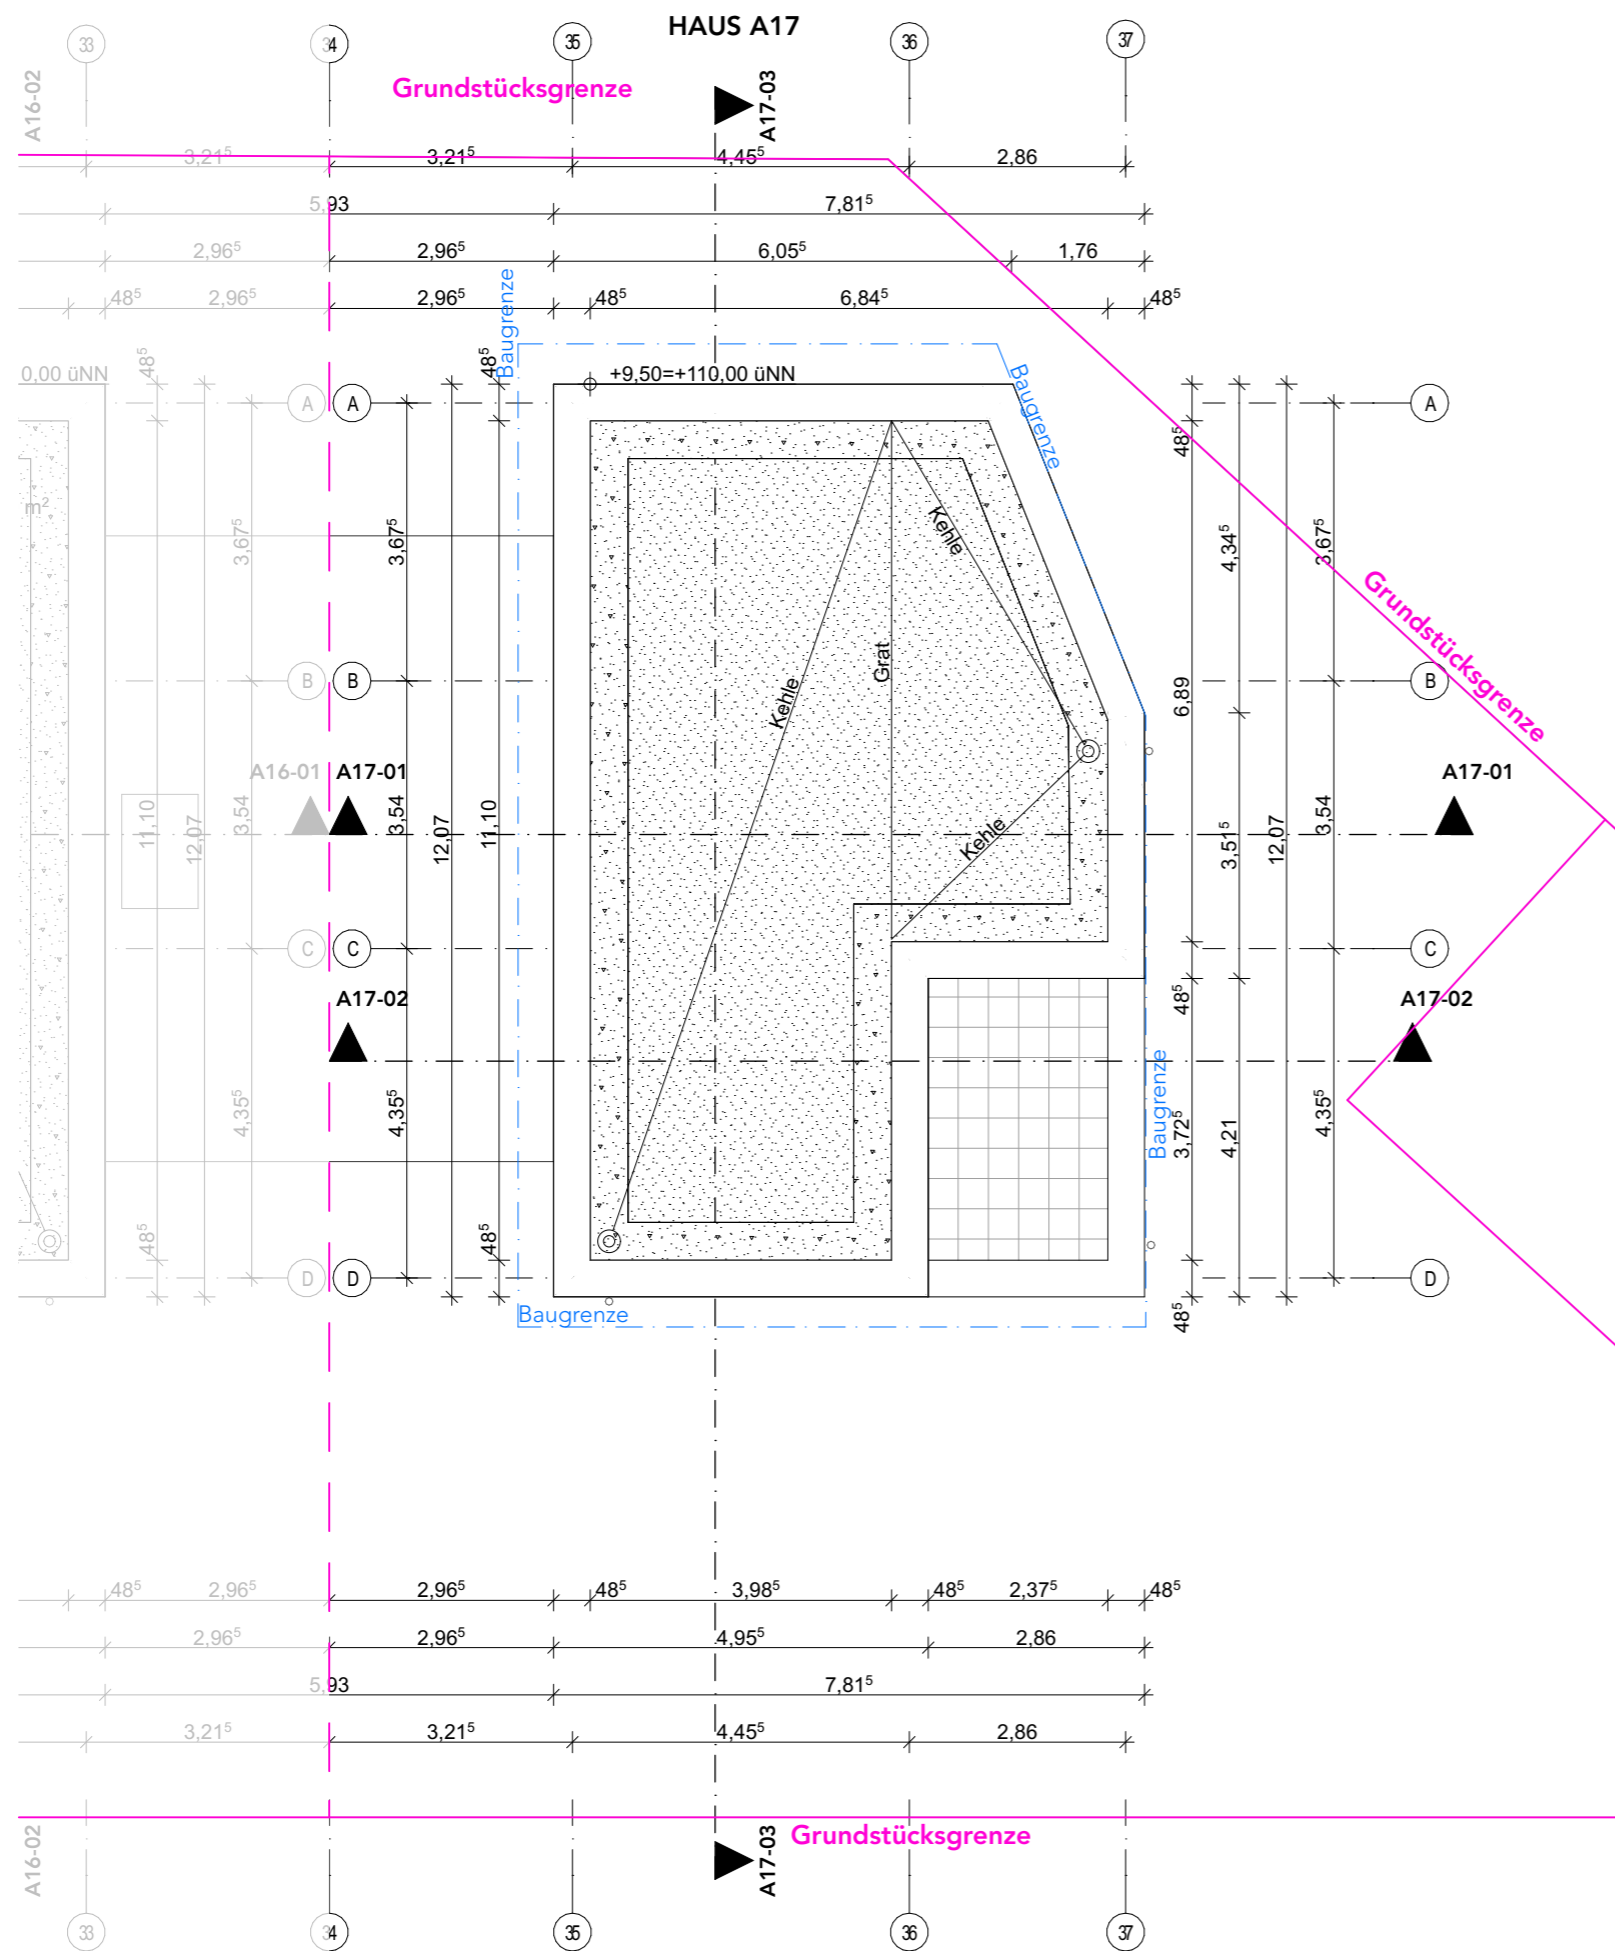 HAUS A17
33
34
35
36
37
A16-02
Grundstücksgrenze
A17-03
3,21⁵
3,21⁵
4,45⁵
2,86
5,93
7,81⁵
2,96⁵
2,96⁵
6,05⁵
1,76
48⁵
2,96⁵
2,96⁵
48⁵
6,84⁵
48⁵
Baugrenze
48⁵
48⁵
0,00 üNN
+9,50=+110,00 üNN
Baugrenze
A
A
A
48⁵
m²
3,67⁵
3,67⁵
4,34⁵
3,67⁵
Kehle
Grundstücksgrenze
Grat
Kehle
B
B
B
6,89
A16-01
A17-01
A17-01
11,10
12,07
3,54
3,54
12,07
11,10
Kehle
3,51⁵
12,07
3,54
C
C
C
A17-02
48⁵
A17-02
4,35⁵
4,35⁵
Baugrenze
3,72⁵
4,21
4,35⁵
48⁵
48⁵
D
D
D
48⁵
Baugrenze
48⁵
2,96⁵
2,96⁵
48⁵
3,98⁵
48⁵
2,37⁵
48⁵
2,96⁵
2,96⁵
4,95⁵
2,86
5,93
7,81⁵
3,21⁵
3,21⁵
4,45⁵
2,86
A16-02
A17-03
Grundstücksgrenze
33
34
35
36
37